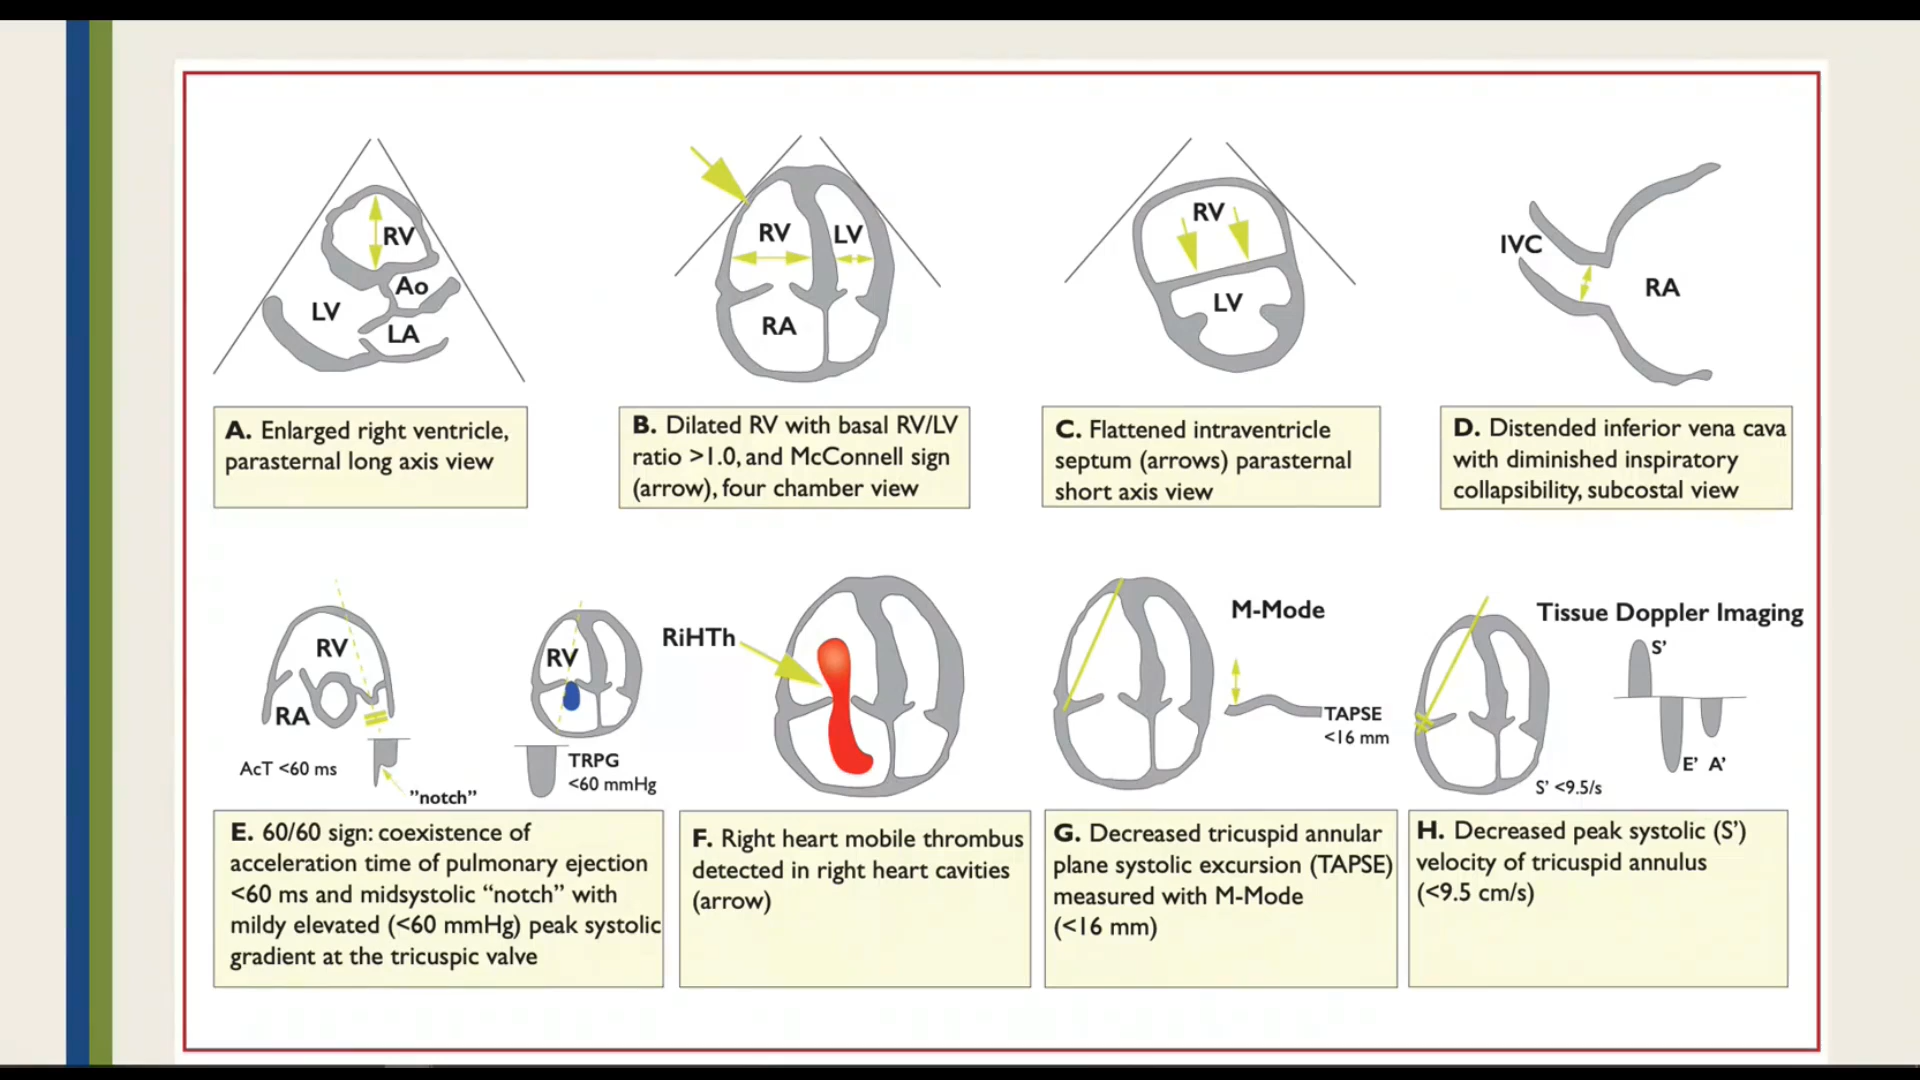 RV
Ao
LV
LA
RV
LV
RA
RV
LV
IVC
RA
A. Enlarged right ventricle,
parasternal long axis view
B. Dilated RV with basal RV/LV
ratio >1.0, and McConnell sign
(arrow), four chamber view
C. Flattened intraventricle
septum (arrows) parasternal
short axis view
D. Distended inferior vena cava
with diminished inspiratory
collapsibility, subcostal view
RV
RA
AcT <60 ms
"notch"
RV
TRPG
<60 mmHg
RiHTh
M-Mode
TAPSE
<16 mm
Tissue Doppler Imaging
S’
E’ A’
S’ <9.5/s
E. 60/60 sign: coexistence of
acceleration time of pulmonary ejection
<60 ms and midsystolic “notch” with
mildy elevated (<60 mmHg) peak systolic
gradient at the tricuspic valve
F. Right heart mobile thrombus
detected in right heart cavities
(arrow)
G. Decreased tricuspid annular
plane systolic excursion (TAPSE)
measured with M-Mode
(<16 mm)
H. Decreased peak systolic (S’)
velocity of tricuspid annulus
(<9.5 cm/s)